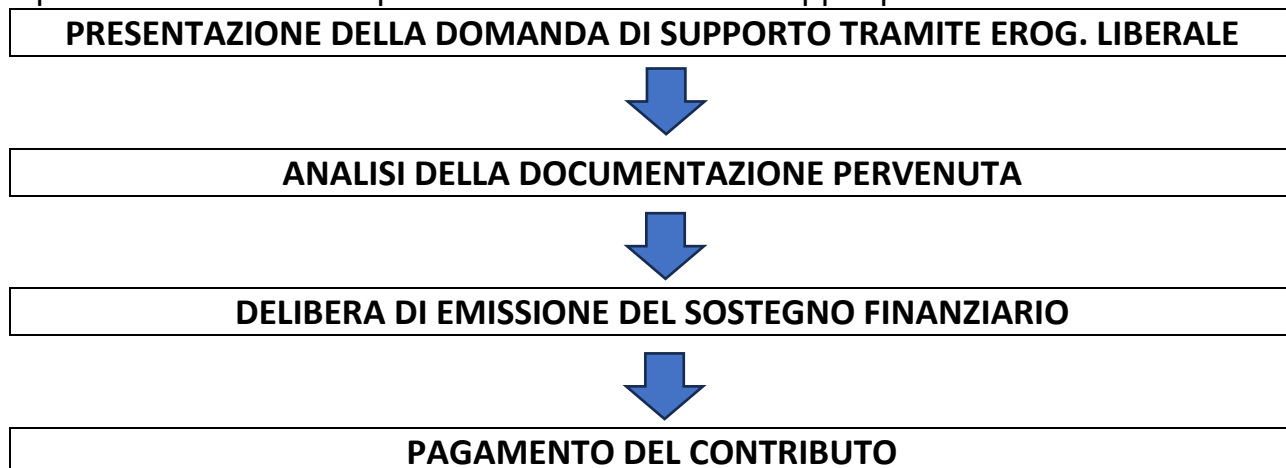 PRESENTAZIONE DELLA DOMANDA DI SUPPORTO TRAMITE EROG. LIBERALE
ANALISI DELLA DOCUMENTAZIONE PERVENUTA
DELIBERA DI EMISSIONE DEL SOSTEGNO FINANZIARIO
PAGAMENTO DEL CONTRIBUTO